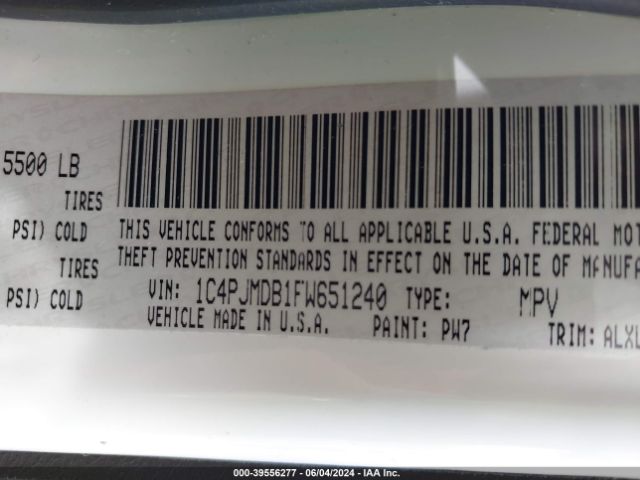 5500 LB
TIRES
PSI) COLD
TIRES
PSI) COLD
THIS VEHICLE CONFORMS TO ALL APPLICABLE U.S.A. FEDERAL MOT
THEFT PREVENTION STANDARDS IN EFFECT ON THE DATE OF MANUFA
VIN: 1C4PJMDB1FW651240 TYPE: MPV
VEHICLE MADE IN U.S.A. PAINT: PW7 TRIM: ALXL
000-39556277 - 06/04/2024 - IAA Inc.